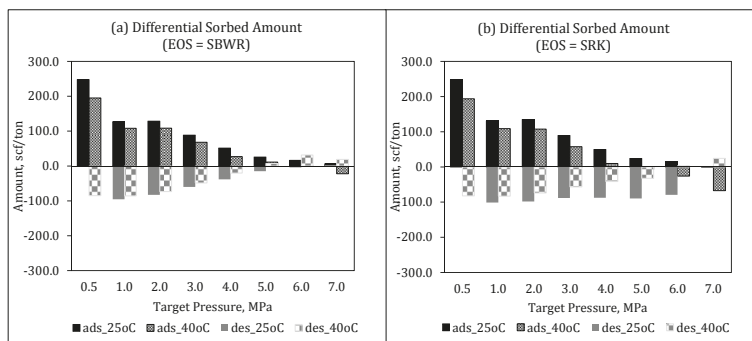 (a) Differential Sorbed Amount
(EOS = SBWR)
300.0
200.0
100.0
0.0
-100.0
-200.0
-300.0
Amount, scf/ton
0.5 1.0 2.0 3.0 4.0 5.0 6.0 7.0
Target Pressure, MPa
ads_25oC ads_40oC des_25oC des_40oC
(b) Differential Sorbed Amount
(EOS = SRK)
300.0
200.0
100.0
0.0
-100.0
-200.0
-300.0
Amount, scf/ton
0.5 1.0 2.0 3.0 4.0 5.0 6.0 7.0
Target Pressure, MPa
ads_25oC ads_40oC des_25oC des_40oC